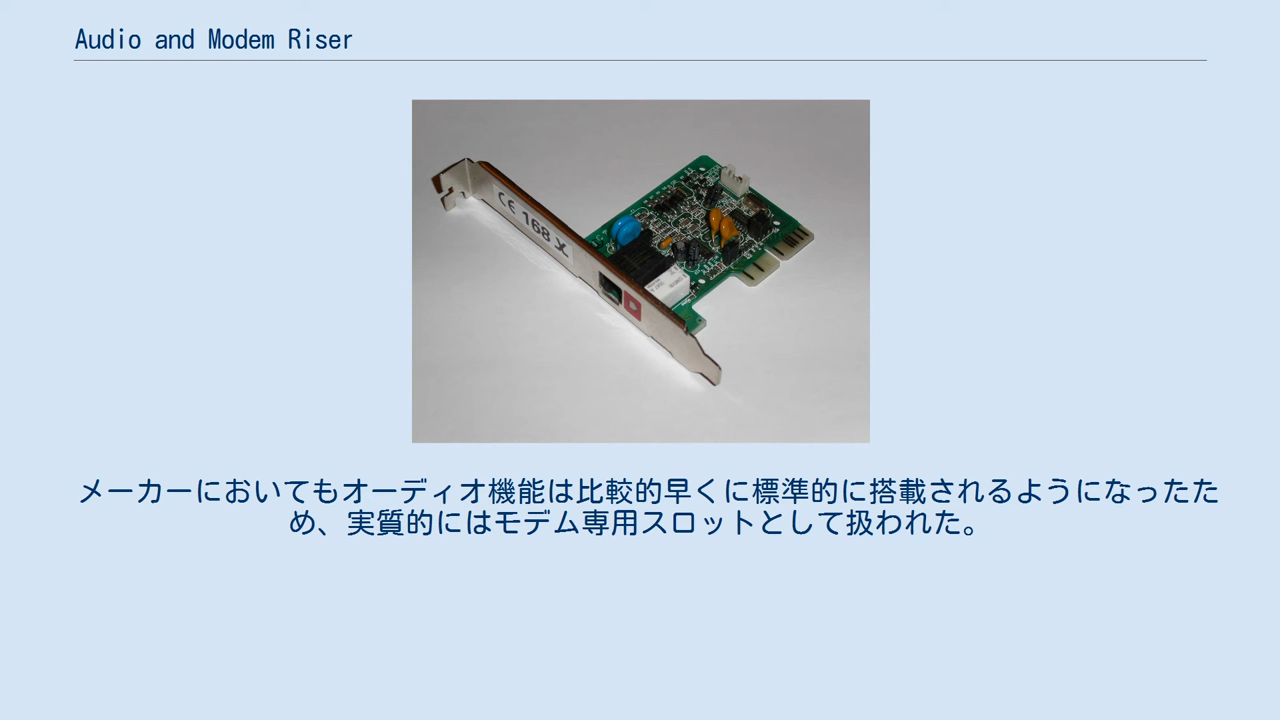 Audio and Modem Riser
CE 168 X
メーカーにおいてもオーディオ機能は比較的早くに標準的に搭載されるようになったた
め、実質的にはモデム専用スロットとして扱われた。